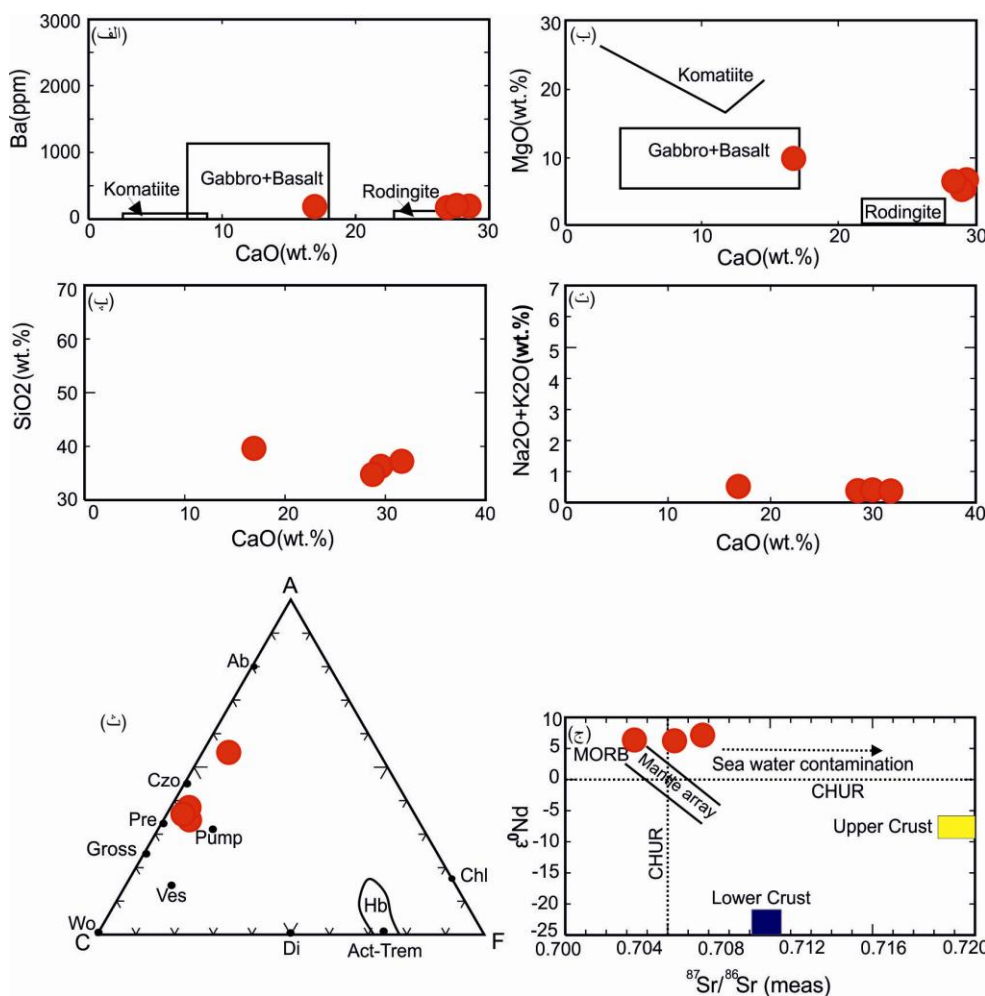 (الف)
Ba(ppm)
3000
2000
1000
0
Komatiite
Gabbro+Basalt
Rodingite
0 10 20 30
CaO(wt.%)
(ب)
MgO(wt.%)
30
20
10
0
Komatiite
Gabbro+Basalt
Rodingite
0 10 20 30
CaO(wt.%)
(پ)
SiO2(wt.%)
70
60
50
40
30
0 10 20 30 40
CaO(wt.%)
(ت)
Na2O+K2O(wt.%)
7
6
5
4
3
2
1
0
0 10 20 30 40
CaO(wt.%)
(ث)
A
Ab
Czo
Pre
Pump
Gross
Ves
Chl
Wo
Hb
C
Di
Act-Trem
F
(ج)
ε⁰Nd
10
5
0
-5
-10
-15
-20
-25
MORB
Mantle array
Sea water contamination
CHUR
CHUR
Upper Crust
Lower Crust
0.700 0.704 0.708 0.712 0.716 0.720
⁸⁷Sr/⁸⁶Sr (meas)